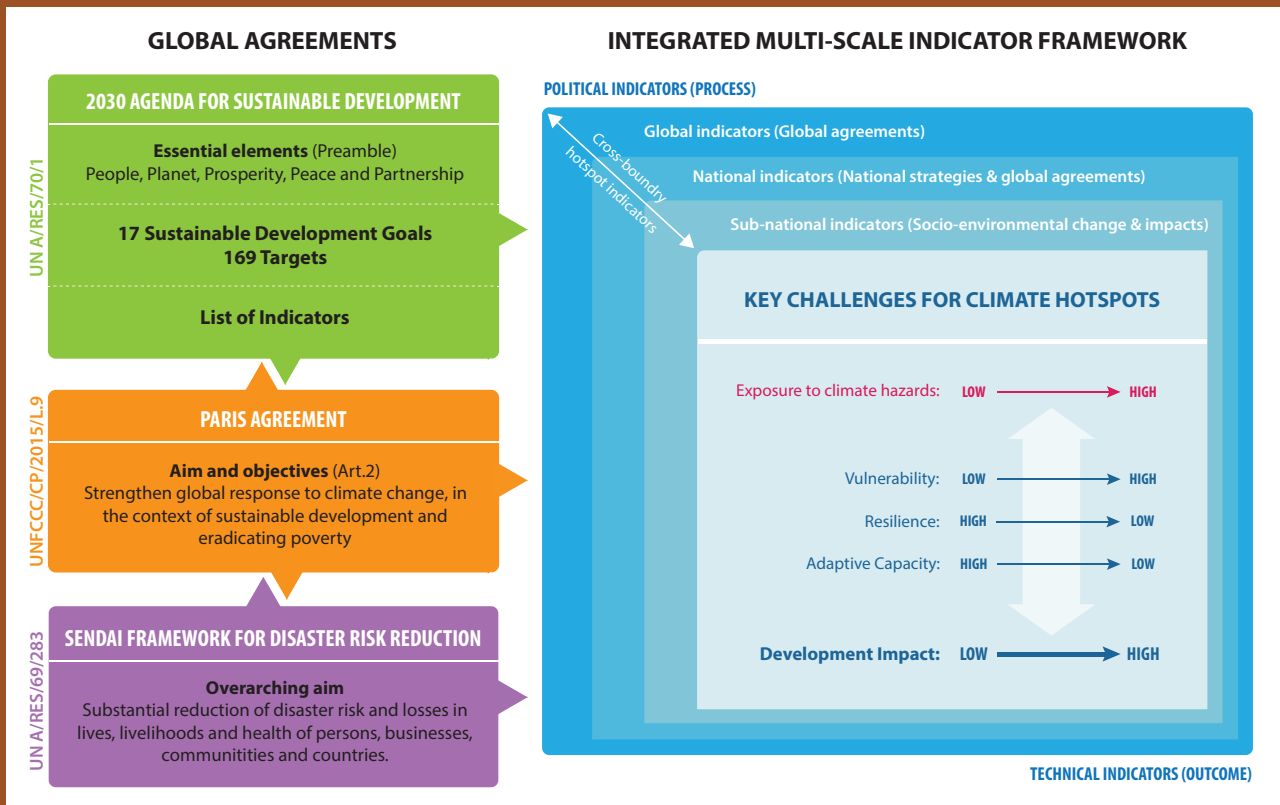 GLOBAL AGREEMENTS
UN A/RES/70/1
2030 AGENDA FOR SUSTAINABLE DEVELOPMENT
Essential elements (Preamble)
People, Planet, Prosperity, Peace and Partnership
17 Sustainable Development Goals
169 Targets
List of Indicators
UNFCCC/CP/2015/L.9
PARIS AGREEMENT
Aim and objectives (Art.2)
Strengthen global response to climate change, in
the context of sustainable development and
eradicating poverty
UN A/RES/69/283
SENDAI FRAMEWORK FOR DISASTER RISK REDUCTION
Overarching aim
Substantial reduction of disaster risk and losses in
lives, livelihoods and health of persons, businesses,
communitities and countries.
INTEGRATED MULTI-SCALE INDICATOR FRAMEWORK
POLITICAL INDICATORS (PROCESS)
Global indicators (Global agreements)
Cross-boundry
hotspot indicators
National indicators (National strategies & global agreements)
Sub-national indicators (Socio-environmental change & impacts)
KEY CHALLENGES FOR CLIMATE HOTSPOTS
Exposure to climate hazards: LOW HIGH
Vulnerability: LOW HIGH
Resilience: HIGH LOW
Adaptive Capacity: HIGH LOW
Development Impact: LOW HIGH
TECHNICAL INDICATORS (OUTCOME)